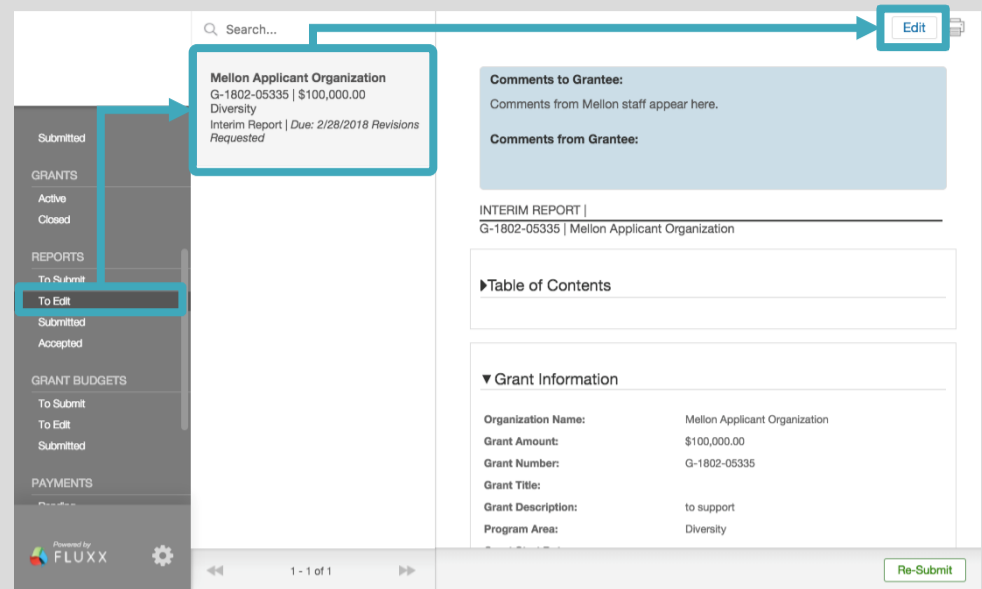 Search...
Edit
Submitted
GRANTS
Active
Closed
REPORTS
To Submit
To Edit
Submitted
Accepted
GRANT BUDGETS
To Submit
To Edit
Submitted
PAYMENTS
Powered by
FLUXX
Mellon Applicant Organization
G-1802-05335 | $100,000.00
Diversity
Interim Report | Due: 2/28/2018 Revisions
Requested
1 - 1 of 1
Comments to Grantee:
Comments from Mellon staff appear here.
Comments from Grantee:
INTERIM REPORT |
G-1802-05335 | Mellon Applicant Organization
Table of Contents
Grant Information
Organization Name: Mellon Applicant Organization
Grant Amount: $100,000.00
Grant Number: G-1802-05335
Grant Title:
Grant Description: to support
Program Area: Diversity
Re-Submit